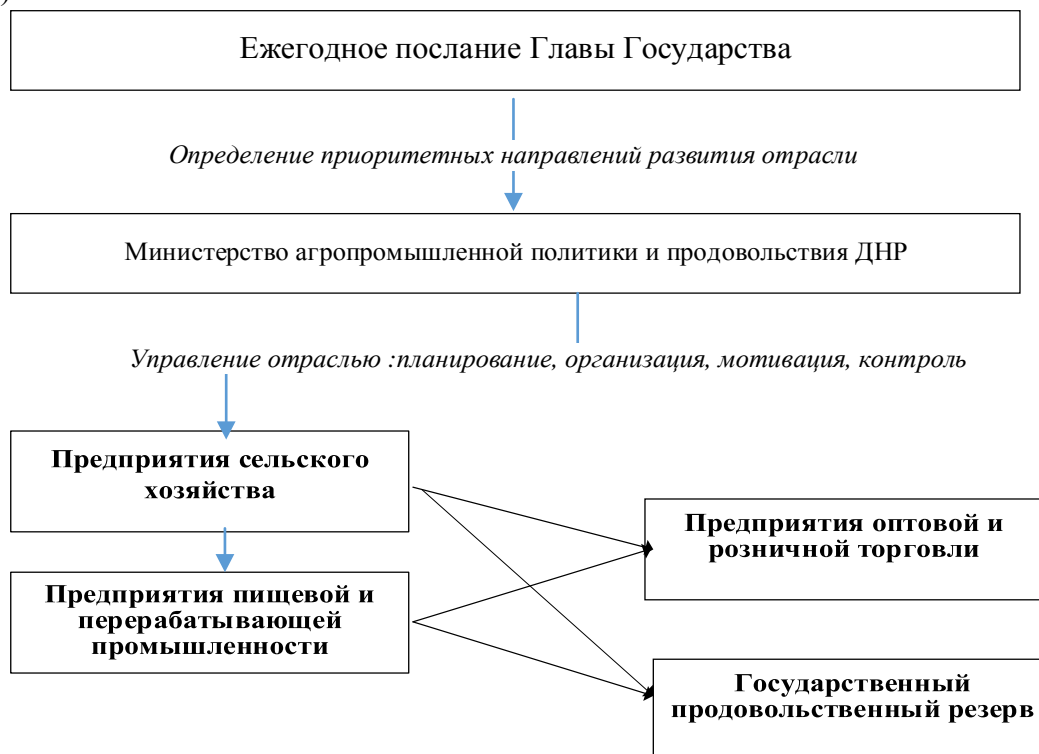 )
Ежегодное послание Главы Государства
Определение приоритетных направлений развития отрасли
Министерство агропромышленной политики и продовольствия ДНР
Управление отраслью :планирование, организация, мотивация, контроль
Предприятия сельского
хозяйства
Предприятия оптовой и
розничной торговли
Предприятия пищевой и
перерабатывающей
промышленности
Государственный
продовольственный резерв